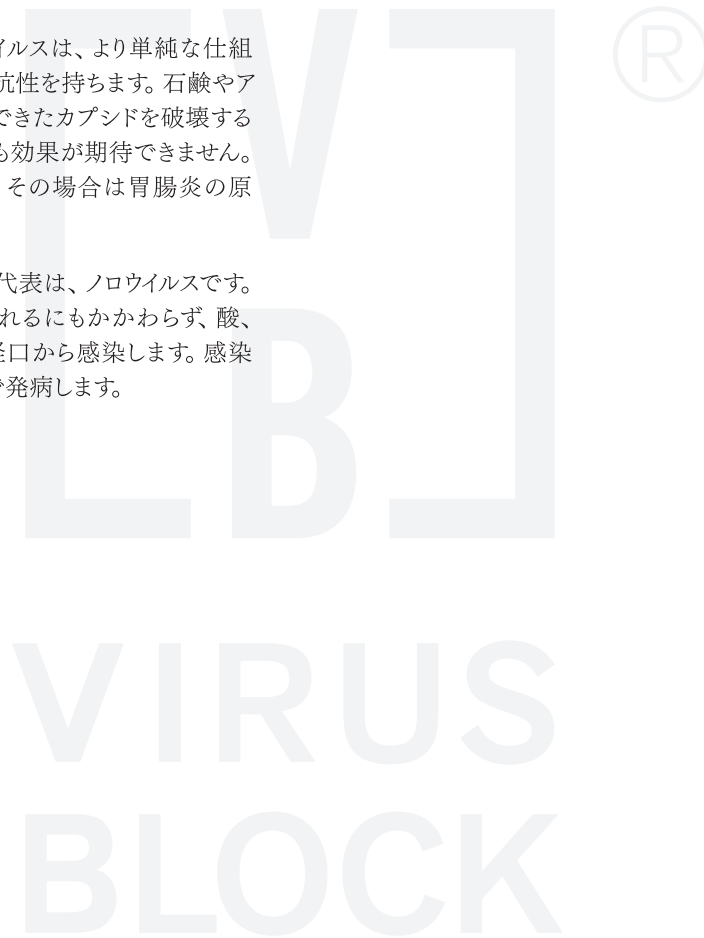 イルスは、より単純な仕組
抗性を持ちます。石鹸やア
できたカプシドを破壊する
も効果が期待できません。
その場合は胃腸炎の原
代表は、ノロウイルスです。
れるにもかかわらず、酸、
経口から感染します。感染
で発病します。
V
B
®
VIRUS
BLOCK